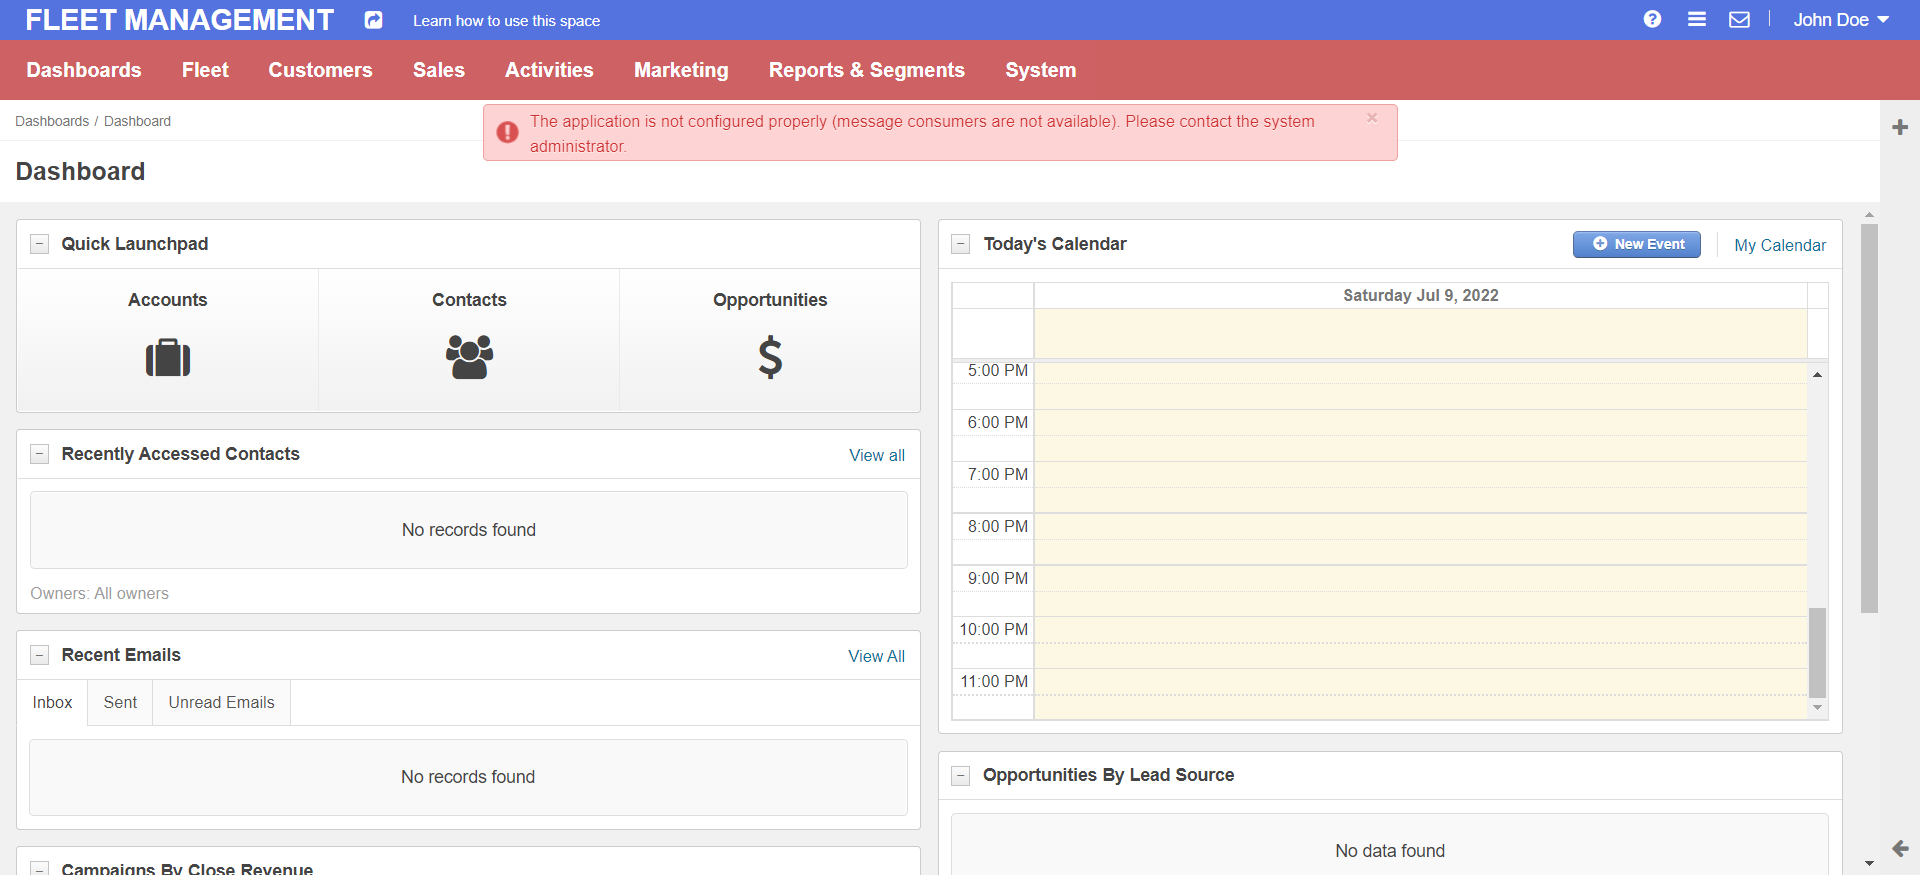 FLEET MANAGEMENT
Learn how to use this space
John Doe
Dashboards
Fleet
Customers
Sales
Activities
Marketing
Reports & Segments
System
Dashboards / Dashboard
The application is not configured properly (message consumers are not available). Please contact the system
administrator.
×
Dashboard
Quick Launchpad
Accounts
Contacts
Opportunities
Recently Accessed Contacts
View all
No records found
Owners: All owners
Recent Emails
View All
Inbox
Sent
Unread Emails
No records found
Campaigns By Close Revenue
Today's Calendar
New Event
My Calendar
Saturday Jul 9, 2022
5:00 PM
6:00 PM
7:00 PM
8:00 PM
9:00 PM
10:00 PM
11:00 PM
Opportunities By Lead Source
No data found